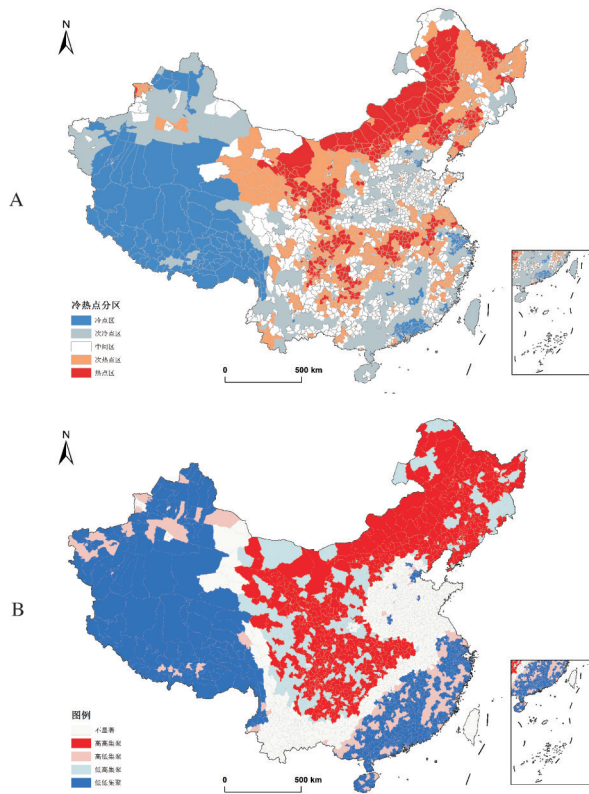 N
A
冷热点分区
冷点区
次冷点区
中间区
次热点区
热点区
0 500 km
N
B
图例
不显著
高高集聚
高低集聚
低高集聚
低低集聚
0 500 km